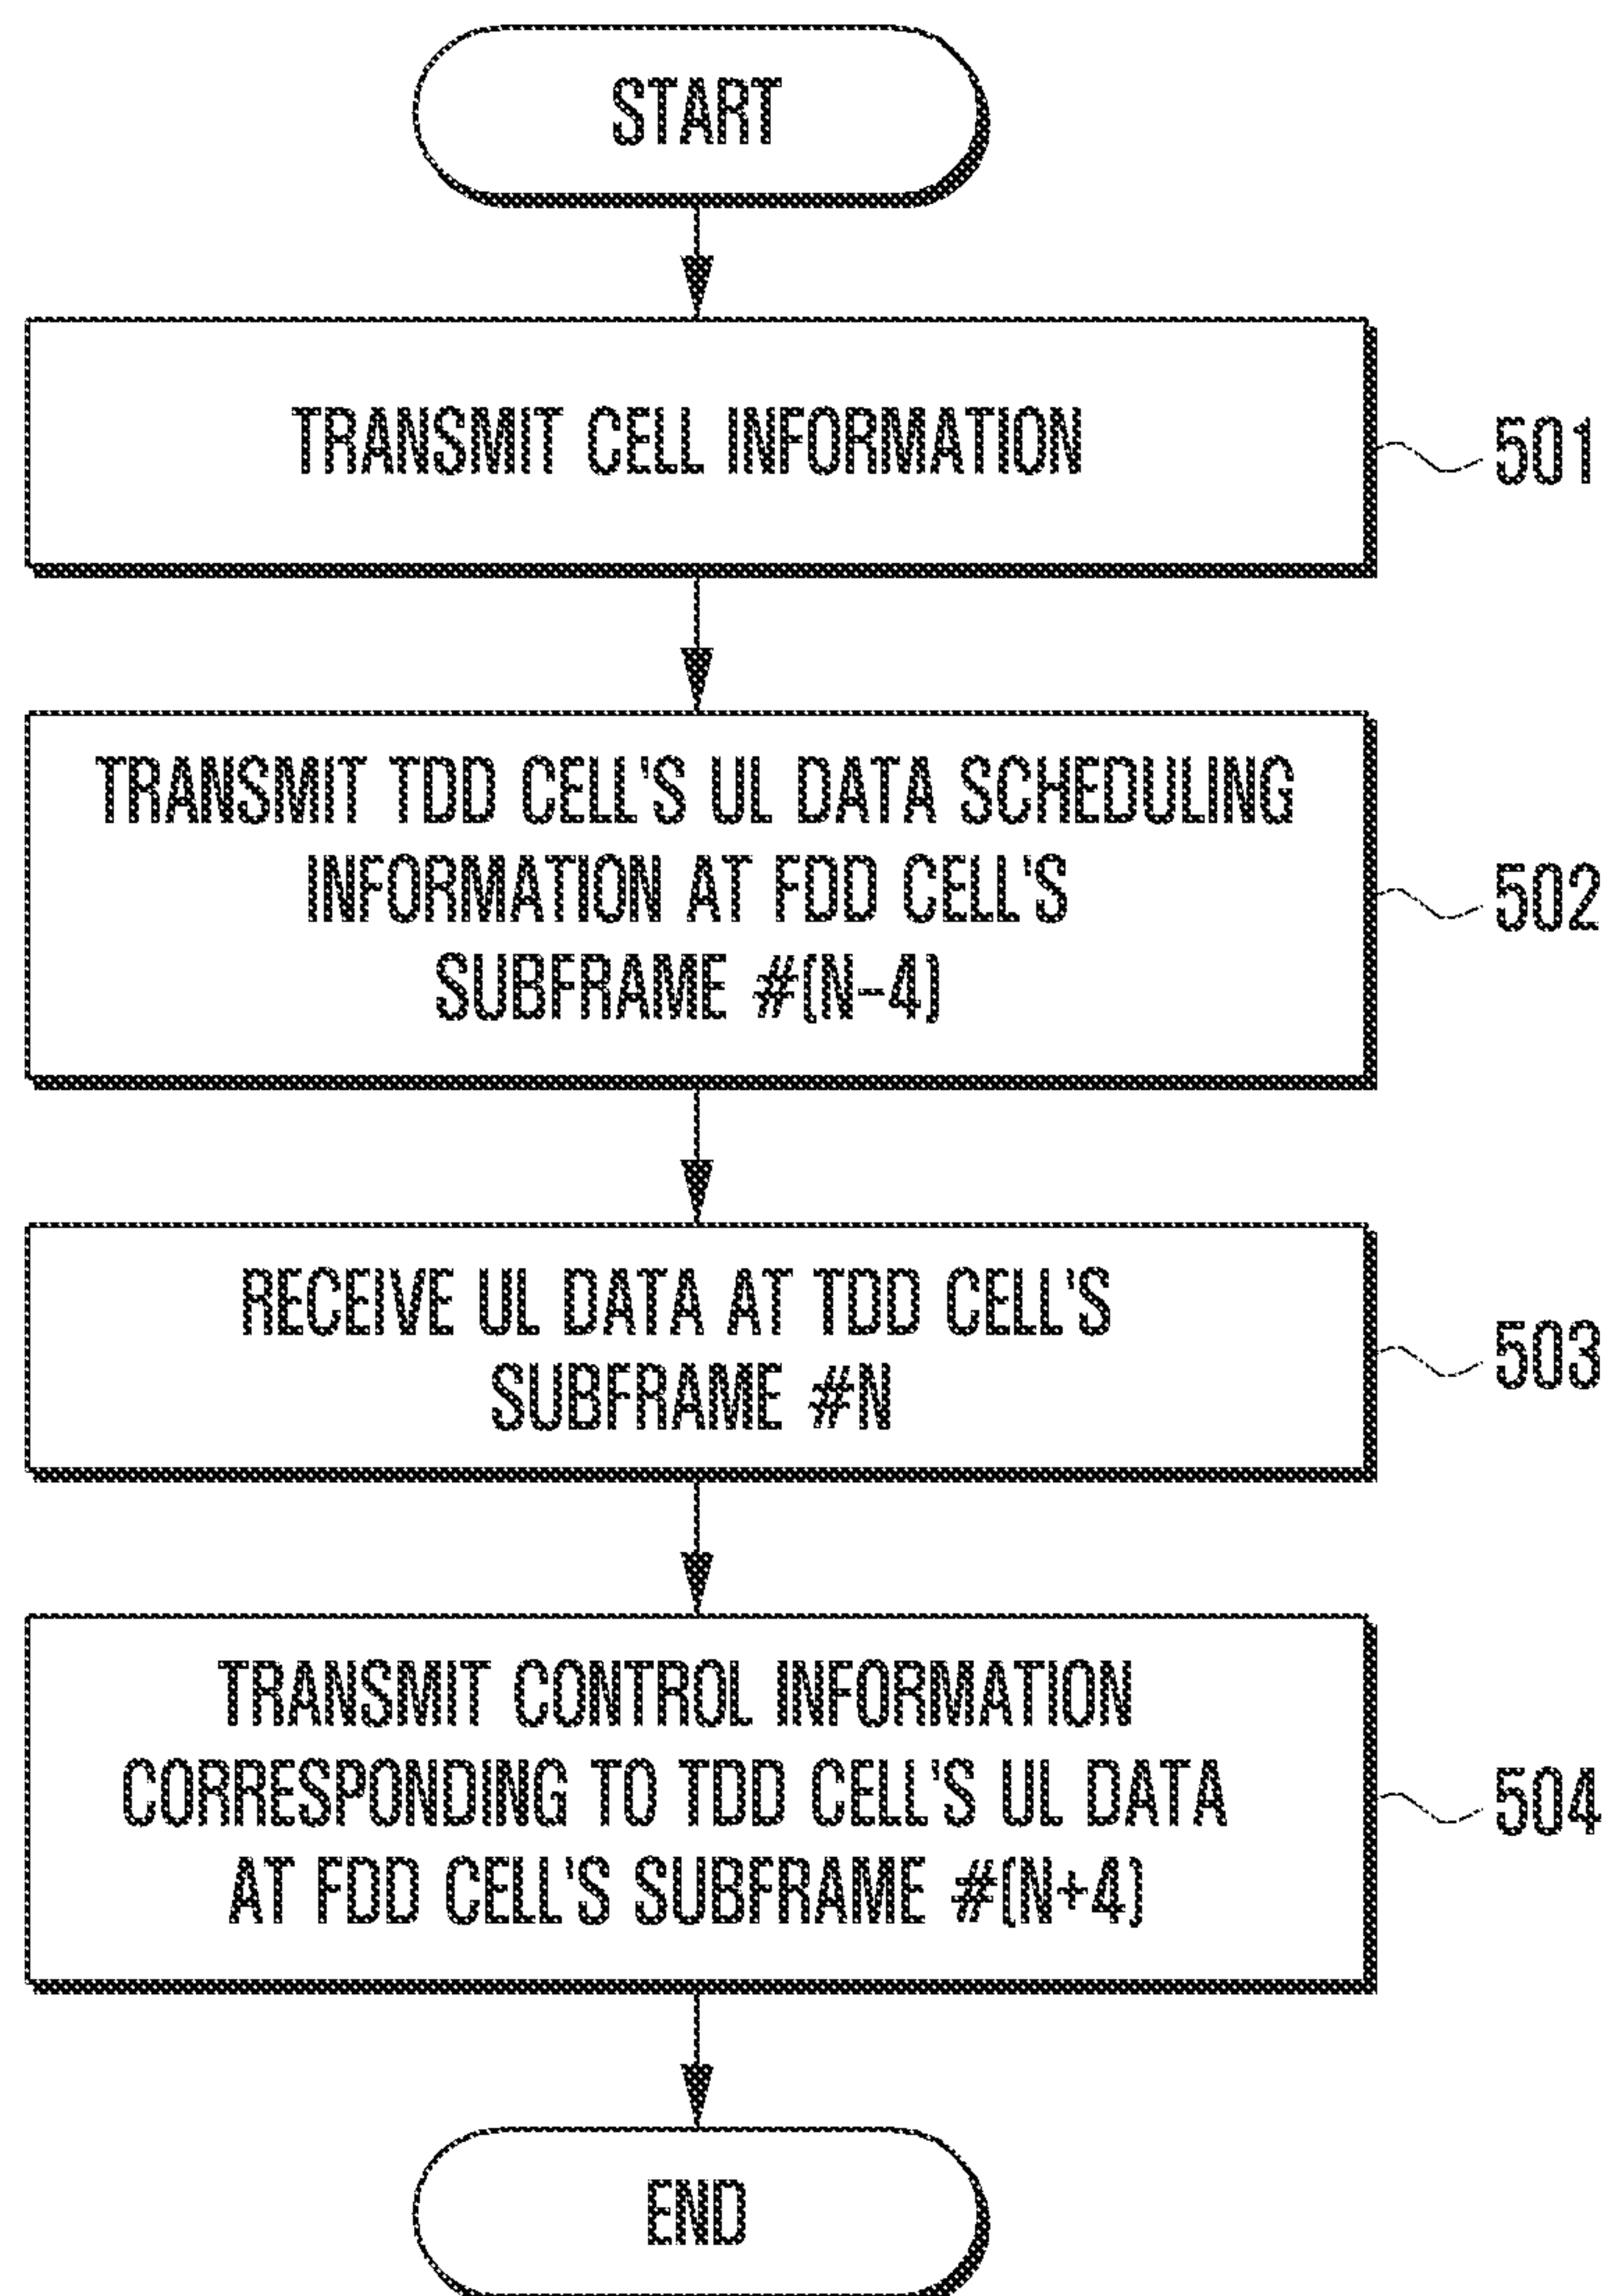 START
TRANSMIT CELL INFORMATION
501
TRANSMIT TDD CELL'S UL DATA SCHEDULING
INFORMATION AT FDD CELL'S
SUBFRAME #(N-4)
502
RECEIVE UL DATA AT TDD CELL'S
SUBFRAME #N
503
TRANSMIT CONTROL INFORMATION
CORRESPONDING TO TDD CELL'S UL DATA
AT FDD CELL'S SUBFRAME #(N+4)
504
END